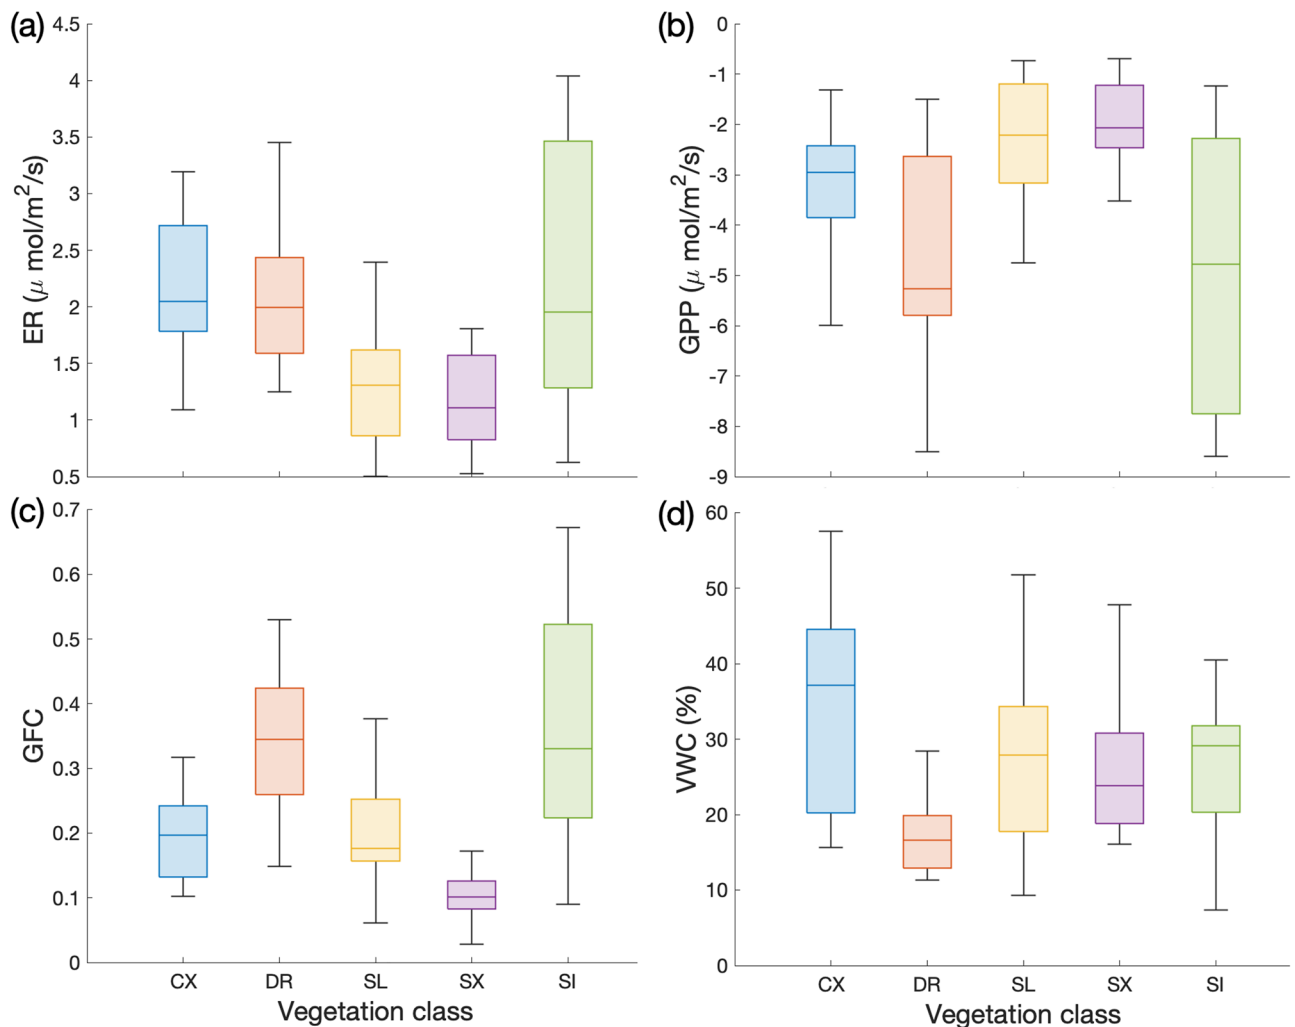 (a)
4.5
4
3.5
3
2.5
2
1.5
1
0.5
ER (μ mol/m²/s)
(b)
0
-1
-2
-3
-4
-5
-6
-7
-8
-9
GPP (μ mol/m²/s)
(c)
0.7
0.6
0.5
0.4
0.3
0.2
0.1
0
GFC
CX DR SL SX SI
Vegetation class
(d)
60
50
40
30
20
10
0
VWC (%)
CX DR SL SX SI
Vegetation class